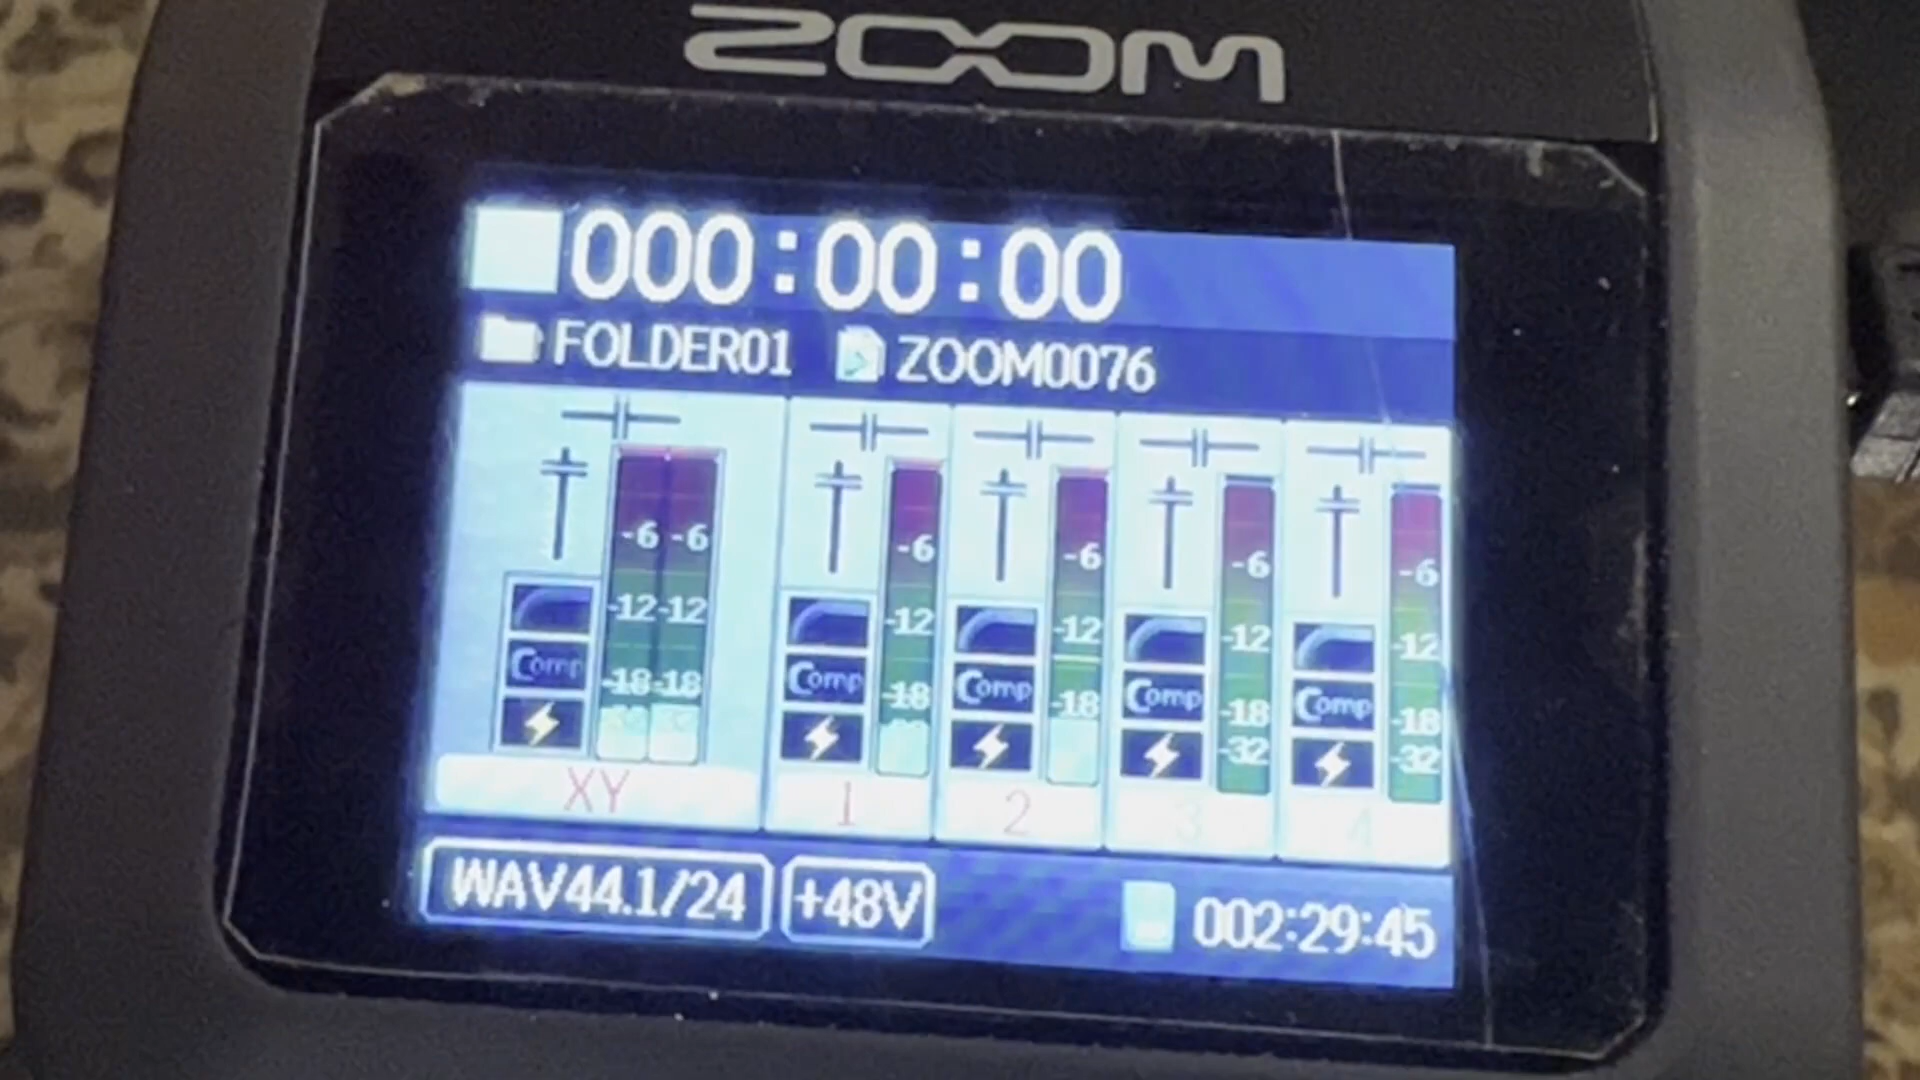 ZOOM
000:00:00
FOLDER01 ZOOM0076
-6 -6 -6 -6 -6 -6
-12 -12 -12 -12 -12 -12
Comp Comp Comp Comp Comp
-18 -18 -18 -18 -18 -18
-32 -32
XY 1 2 3 4
WAV44.1/24 +48V 002:29:45